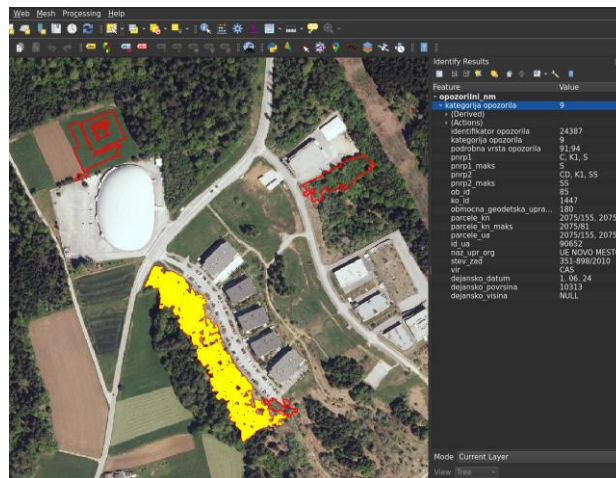 Web Mesh Processing Help
Identify Results
Feature Value
opozorilni_nm
kategorija opozorila 9
(Derived)
(Actions)
identifikator opozorila 24387
kategorija opozorila 9
podrobna vrsta opozorila 91;94
pnrp1 C, K1, S
pnrp1_maks S
pnrp2 CD, K1, SS
pnrp2_maks SS
ob_id 85
ko_id 1447
obmocna_geodetska_upra... 180
parcele_kn 2075/155, 2075
parcele_kn_maks 2075/81
parcele_ua 2075/155, 2075
id_ua 90652
naz_upr_org UE NOVO MESTO
stev_zad 351-898/2010
vir CAS
dejansko_datum 1. 06. 24
dejansko_povrsina 10313
dejansko_visina NULL
Mode Current Layer
View Tree